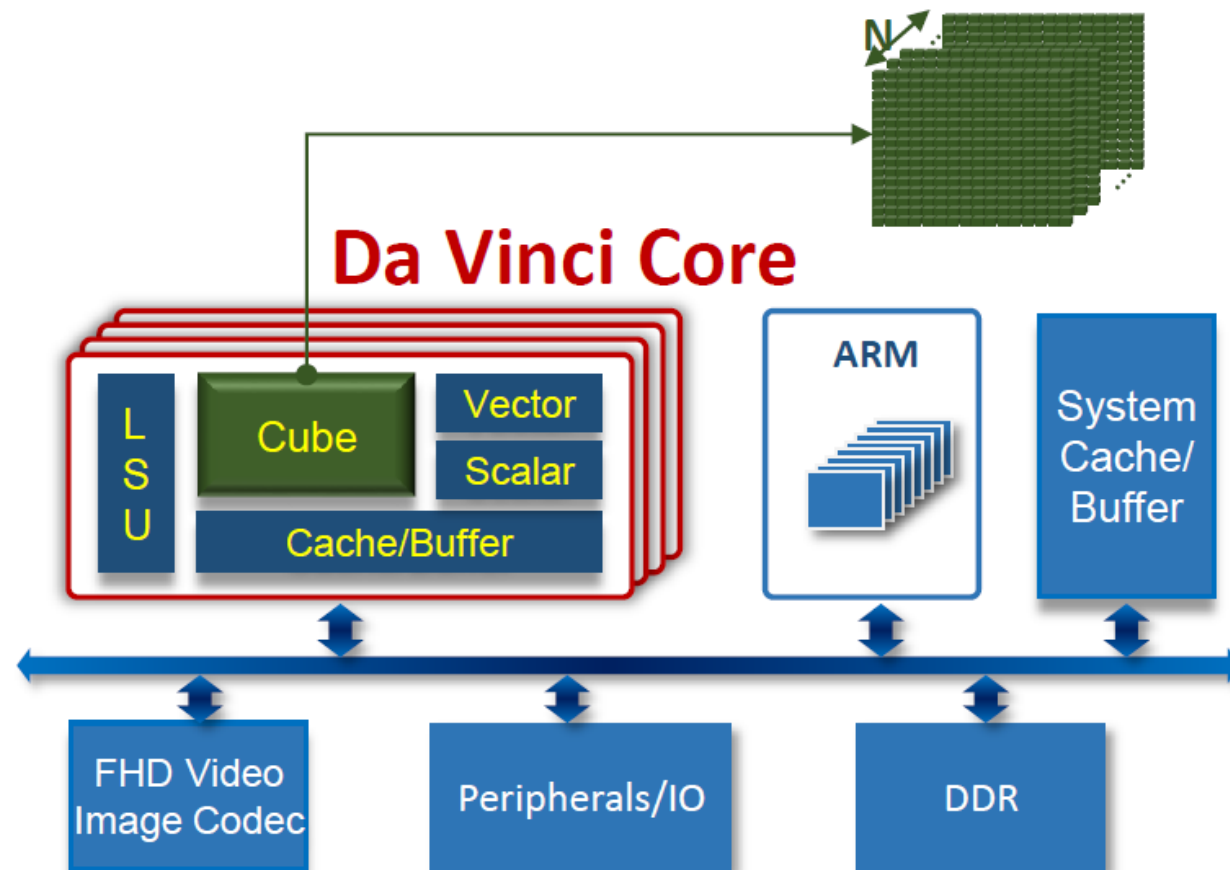 N
Da Vinci Core
L
S
U
Cube
Vector
Scalar
Cache/Buffer
ARM
System
Cache/
Buffer
FHD Video
Image Codec
Peripherals/IO
DDR